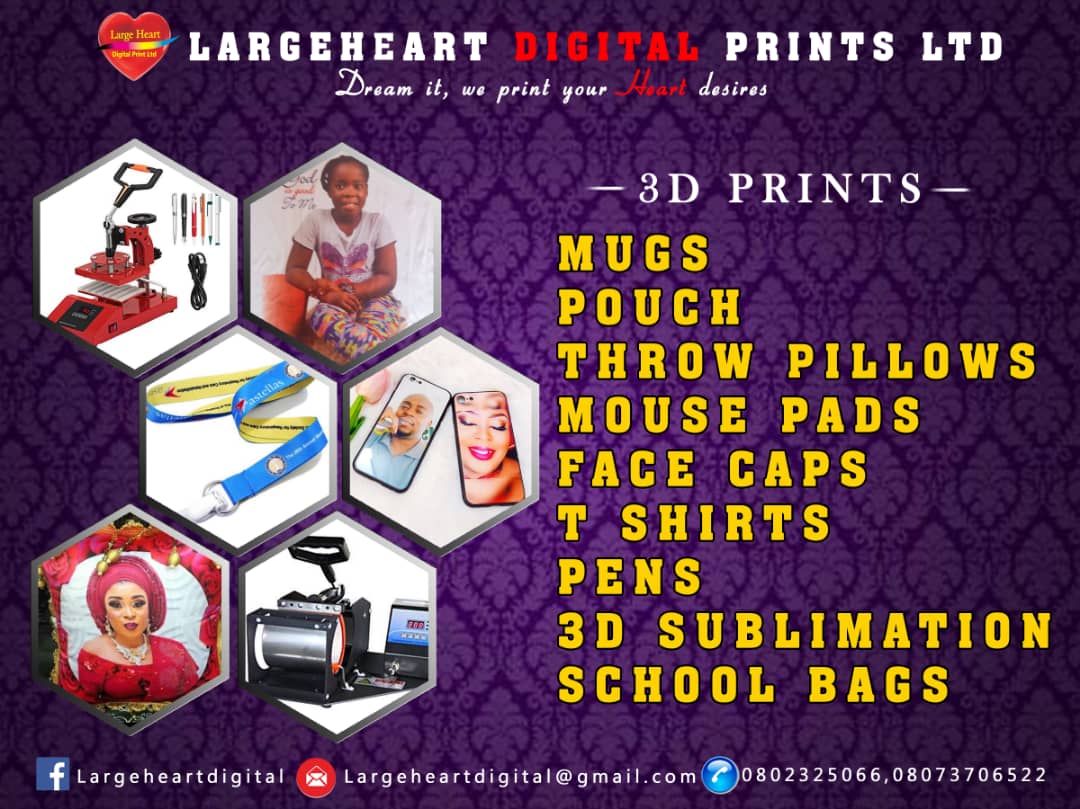 Large Heart
Digital Print Ltd
LARGEHEART DIGITAL PRINTS LTD
Dream it, we print your Heart desires
God
is good
To Me
— 3D PRINTS —
MUGS
POUCH
THROW PILLOWS
MOUSE PADS
FACE CAPS
T SHIRTS
PENS
3D SUBLIMATION
SCHOOL BAGS
astellas
Largeheartdigital Largeheartdigital@gmail.com 0802325066,08073706522